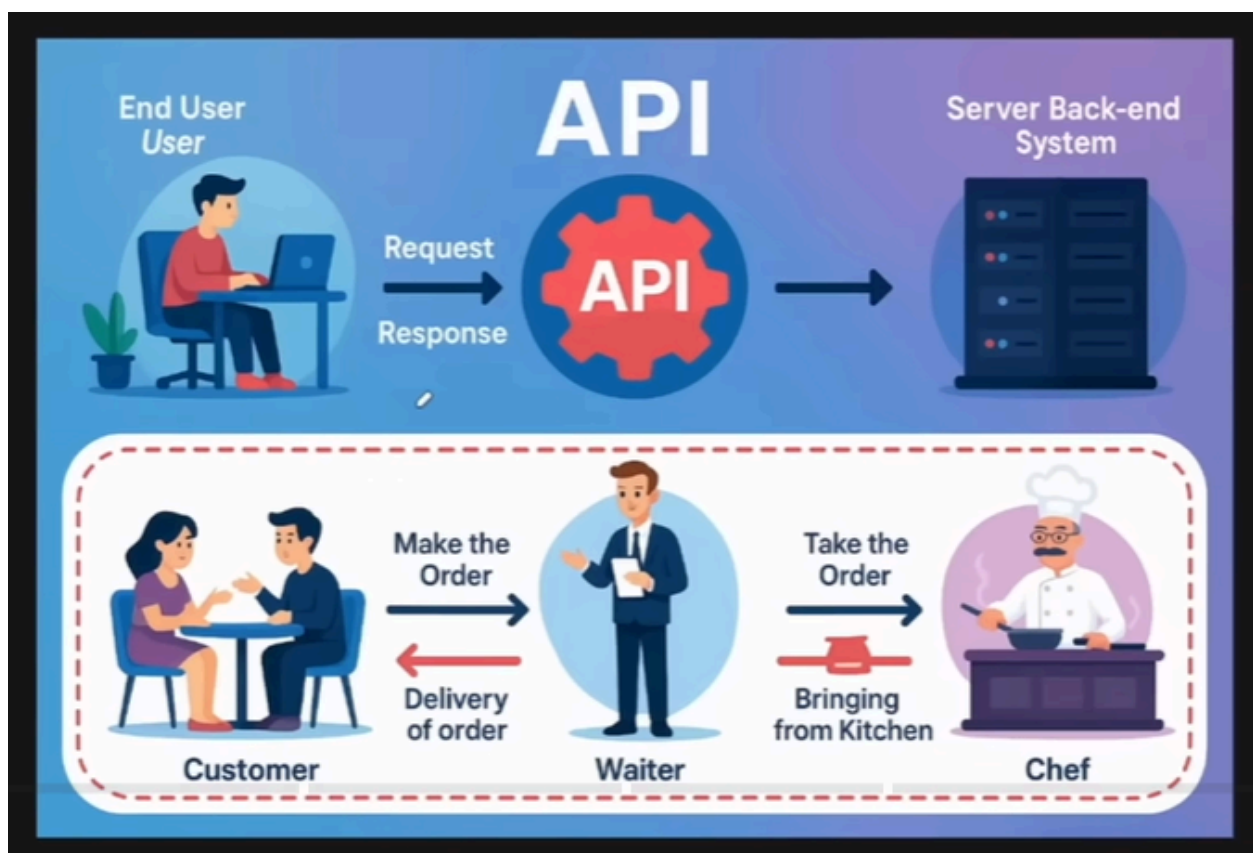 API
End User
User
Server Back-end
System
Request
Response
API
Make the
Order
Delivery
of order
Take the
Order
Bringing
from Kitchen
Customer
Waiter
Chef